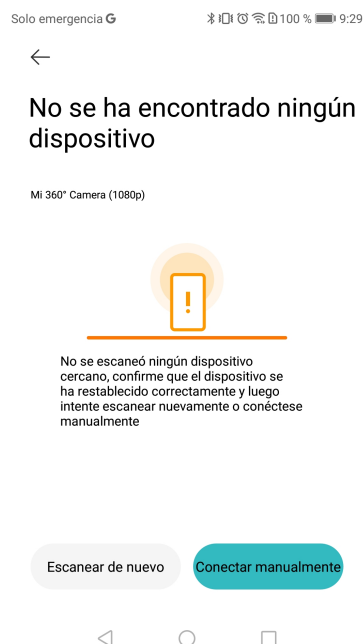 Solo emergencia G 100 % 9:29
No se ha encontrado ningún
dispositivo
Mi 360° Camera (1080p)
!
No se escaneó ningún dispositivo
cercano, confirme que el dispositivo se
ha restablecido correctamente y luego
intente escanear nuevamente o conéctese
manualmente
Escanear de nuevo Conectar manualmente